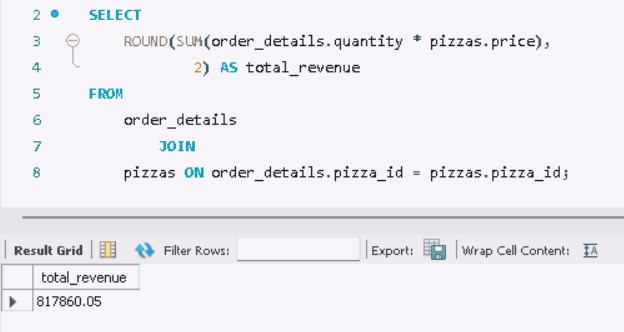 2 SELECT
3 ROUND(SUM(order_details.quantity * pizzas.price),
4 2) AS total_revenue
5 FROM
6 order_details
7 JOIN
8 pizzas ON order_details.pizza_id = pizzas.pizza_id;
Result Grid Filter Rows: Export: Wrap Cell Content: IA
total_revenue
817860.05